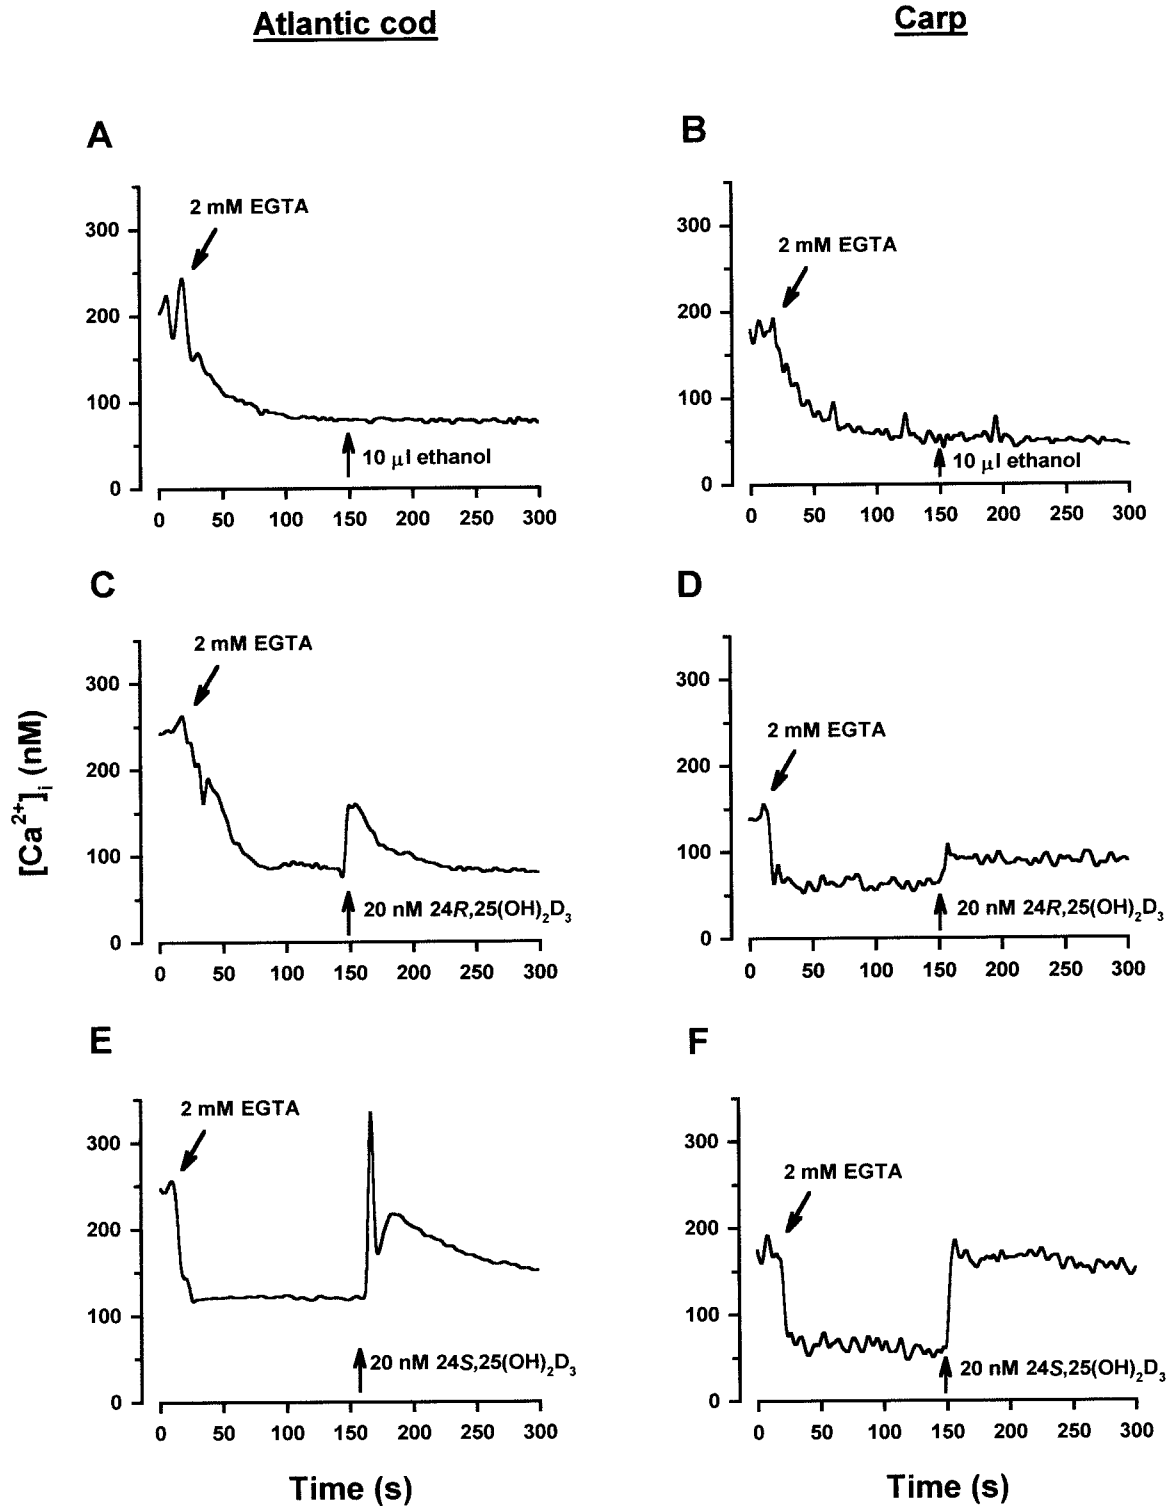 Atlantic cod
Carp
A
B
2 mM EGTA
2 mM EGTA
300
200
100
0
300
200
100
0
10 μl ethanol
10 μl ethanol
0 50 100 150 200 250 300
0 50 100 150 200 250 300
C
D
2 mM EGTA
2 mM EGTA
300
200
100
0
300
200
100
0
[Ca2+]i (nM)
20 nM 24R,25(OH)2D3
20 nM 24R,25(OH)2D3
0 50 100 150 200 250 300
0 50 100 150 200 250 300
E
F
2 mM EGTA
2 mM EGTA
300
200
100
0
300
200
100
0
20 nM 24S,25(OH)2D3
20 nM 24S,25(OH)2D3
0 50 100 150 200 250 300
0 50 100 150 200 250 300
Time (s)
Time (s)